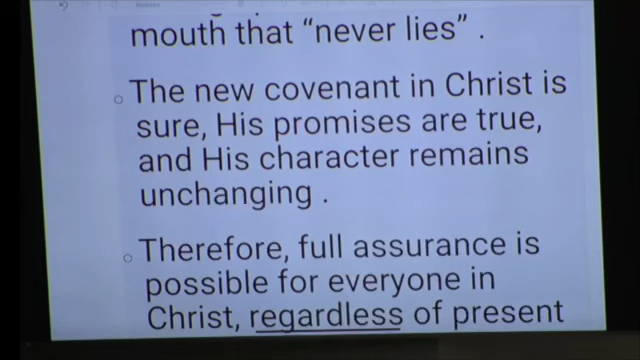 mouth that “never lies” .
○ The new covenant in Christ is
sure, His promises are true,
and His character remains
unchanging .
○ Therefore, full assurance is
possible for everyone in
Christ, regardless of present